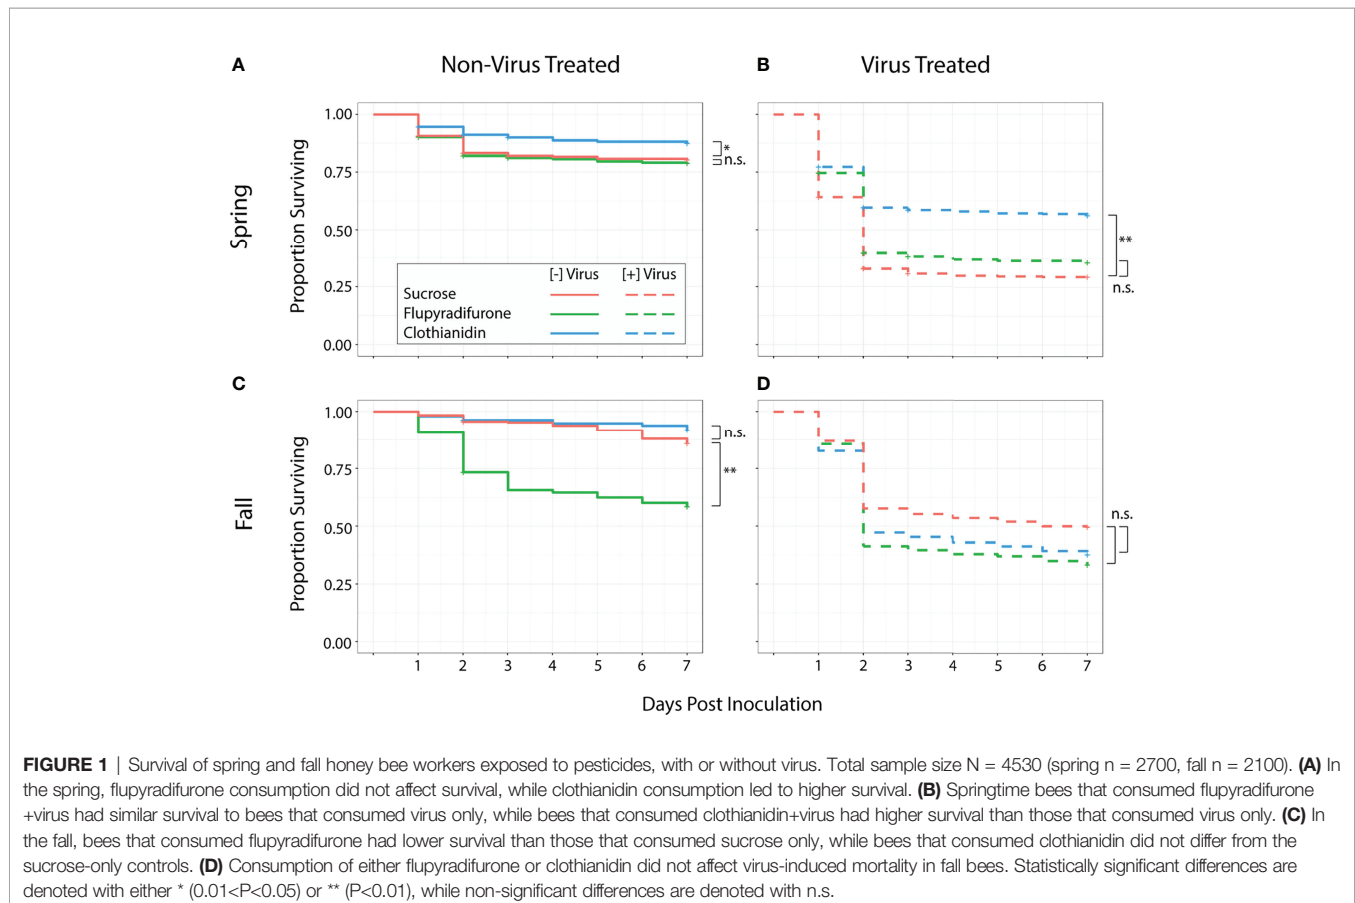 A
Non-Virus Treated
B
Virus Treated
Spring
Proportion Surviving
1.00
0.75
0.50
0.25
0.00
*
n.s.
[-] Virus [+] Virus
Sucrose
Flupyradifurone
Clothianidin
**
n.s.
C
D
Fall
Proportion Surviving
1.00
0.75
0.50
0.25
0.00
n.s.
**
n.s.
1 2 3 4 5 6 7
1 2 3 4 5 6 7
Days Post Inoculation
FIGURE 1 | Survival of spring and fall honey bee workers exposed to pesticides, with or without virus. Total sample size N = 4530 (spring n = 2700, fall n = 2100). (A) In
the spring, flupyradifurone consumption did not affect survival, while clothianidin consumption led to higher survival. (B) Springtime bees that consumed flupyradifurone
+virus had similar survival to bees that consumed virus only, while bees that consumed clothianidin+virus had higher survival than those that consumed virus only. (C) In
the fall, bees that consumed flupyradifurone had lower survival than those that consumed sucrose only, while bees that consumed clothianidin did not differ from the
sucrose-only controls. (D) Consumption of either flupyradifurone or clothianidin did not affect virus-induced mortality in fall bees. Statistically significant differences are
denoted with either * (0.01<P<0.05) or ** (P<0.01), while non-significant differences are denoted with n.s.